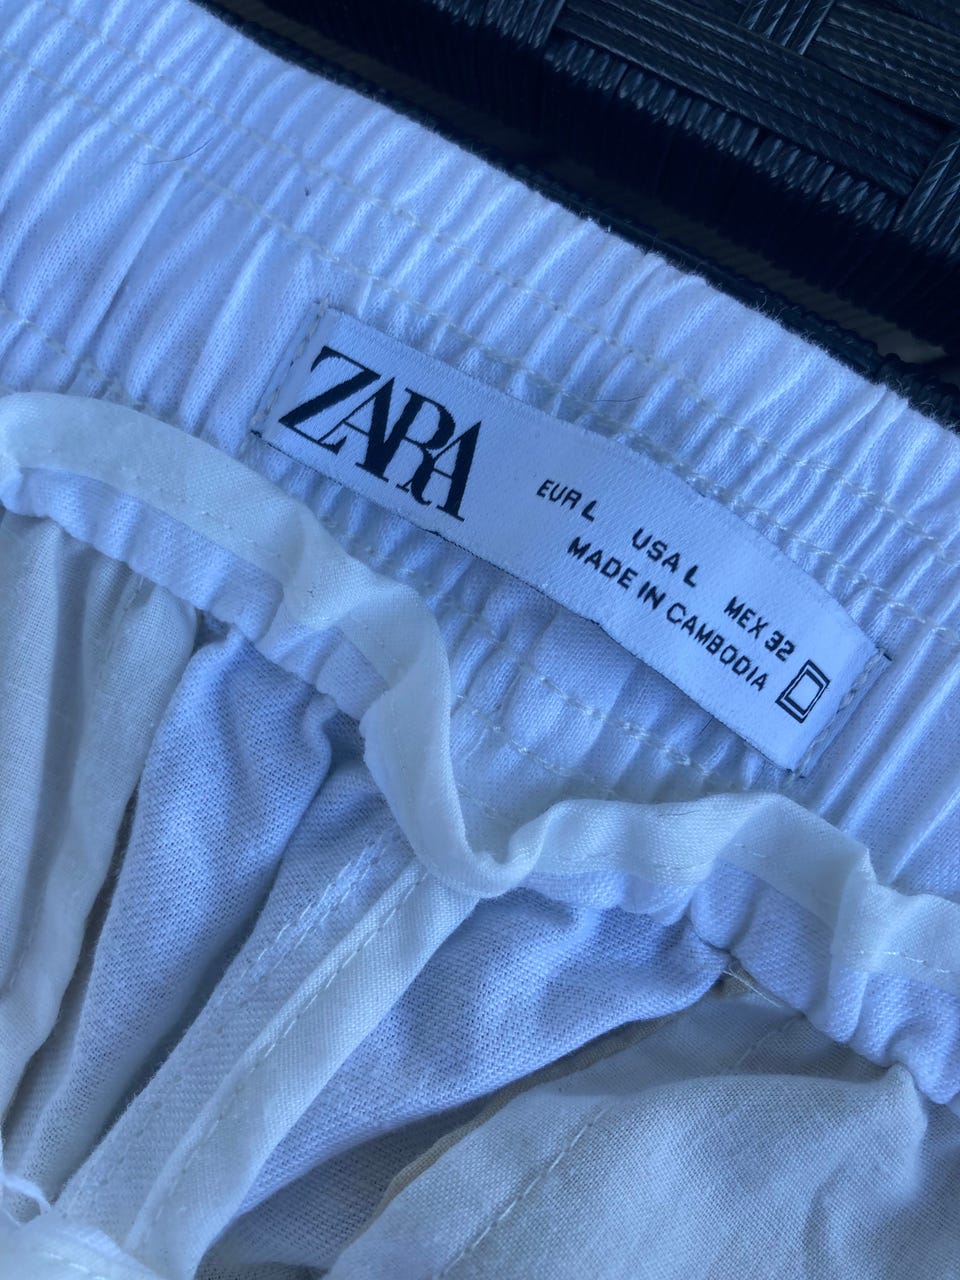 ZARA
EUR L USA L MEX 32
MADE IN CAMBODIA